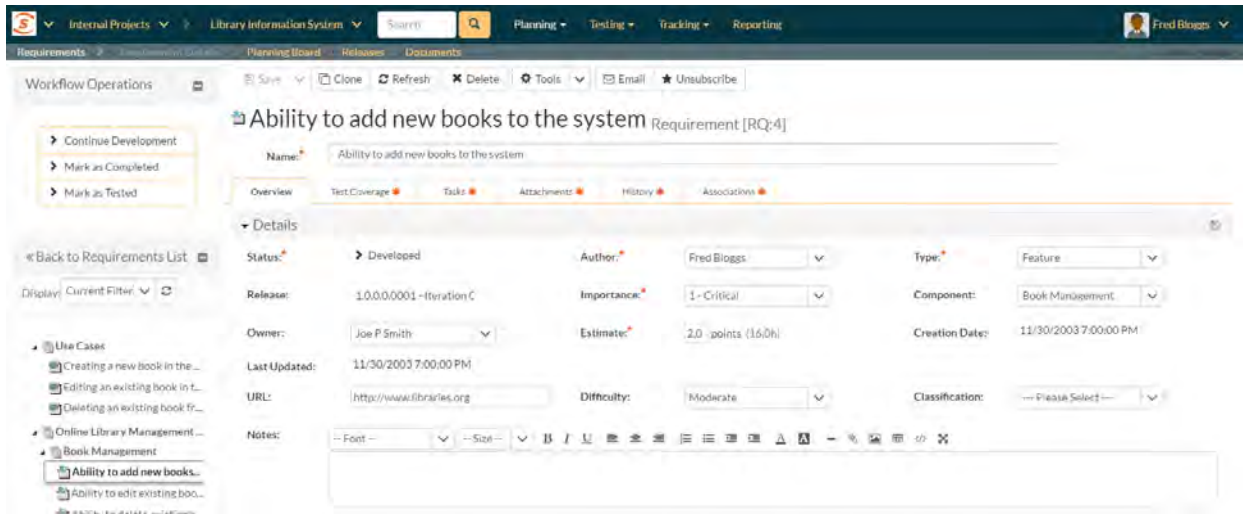 Internal Projects Library Information System Search Planning Testing Tracking Reporting Fred Bloggs
Requirements Planning Board Releases Documents
Workflow Operations
Continue Development
Mark as Completed
Mark as Tested
«Back to Requirements List
Display: Current Filter
Use Cases
Creating a new book in the ...
Editing an existing book in t...
Deleting an existing book fr...
Online Library Management ...
Book Management
Ability to add new books...
Ability to edit existing boo...
Save Clone Refresh Delete Tools Email Unsubscribe
Ability to add new books to the system Requirement [RQ:4]
Name:* Ability to add new books to the system
Overview Test Coverage Tasks Attachments History Associations
Details
Status:* Developed Author:* Fred Bloggs Type:* Feature
Release: 1.0.0.0.0001 - Iteration C Importance:* 1 - Critical Component: Book Management
Owner: Joe P Smith Estimate:* 2.0 points (16.0h) Creation Date: 11/30/2003 7:00:00 PM
Last Updated: 11/30/2003 7:00:00 PM
URL: http://www.libraries.org Difficulty: Moderate Classification: --- Please Select ---
Notes: -- Font -- -- Size -- B I U